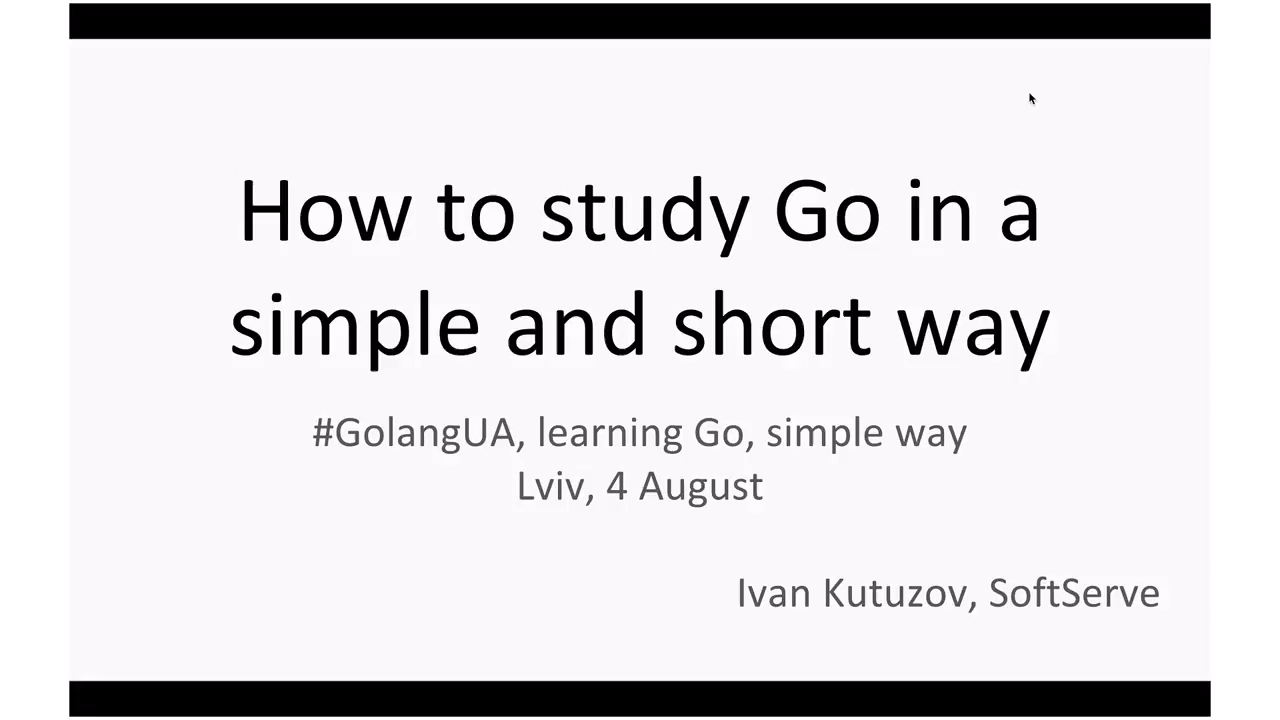 How to study Go in a
simple and short way
#GolangUA, learning Go, simple way
Lviv, 4 August
Ivan Kutuzov, SoftServe